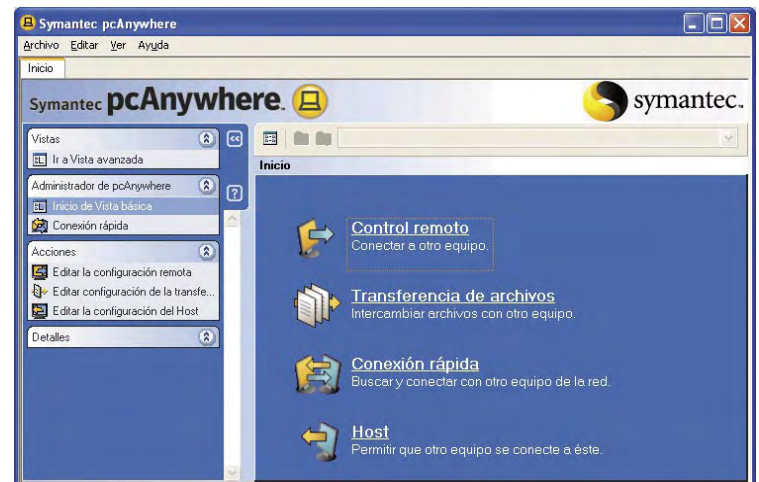 Symantec pcAnywhere
Archivo Editar Ver Ayuda
Inicio
Symantec pcAnywhere.
symantec.
Vistas
Ir a Vista avanzada
Administrador de pcAnywhere
Inicio de Vista básica
Conexión rápida
Acciones
Editar la configuración remota
Editar configuración de la transfe...
Editar la configuración del Host
Detalles
Inicio
Control remoto
Conectar a otro equipo.
Transferencia de archivos
Intercambiar archivos con otro equipo.
Conexión rápida
Buscar y conectar con otro equipo de la red.
Host
Permitir que otro equipo se conecte a éste.